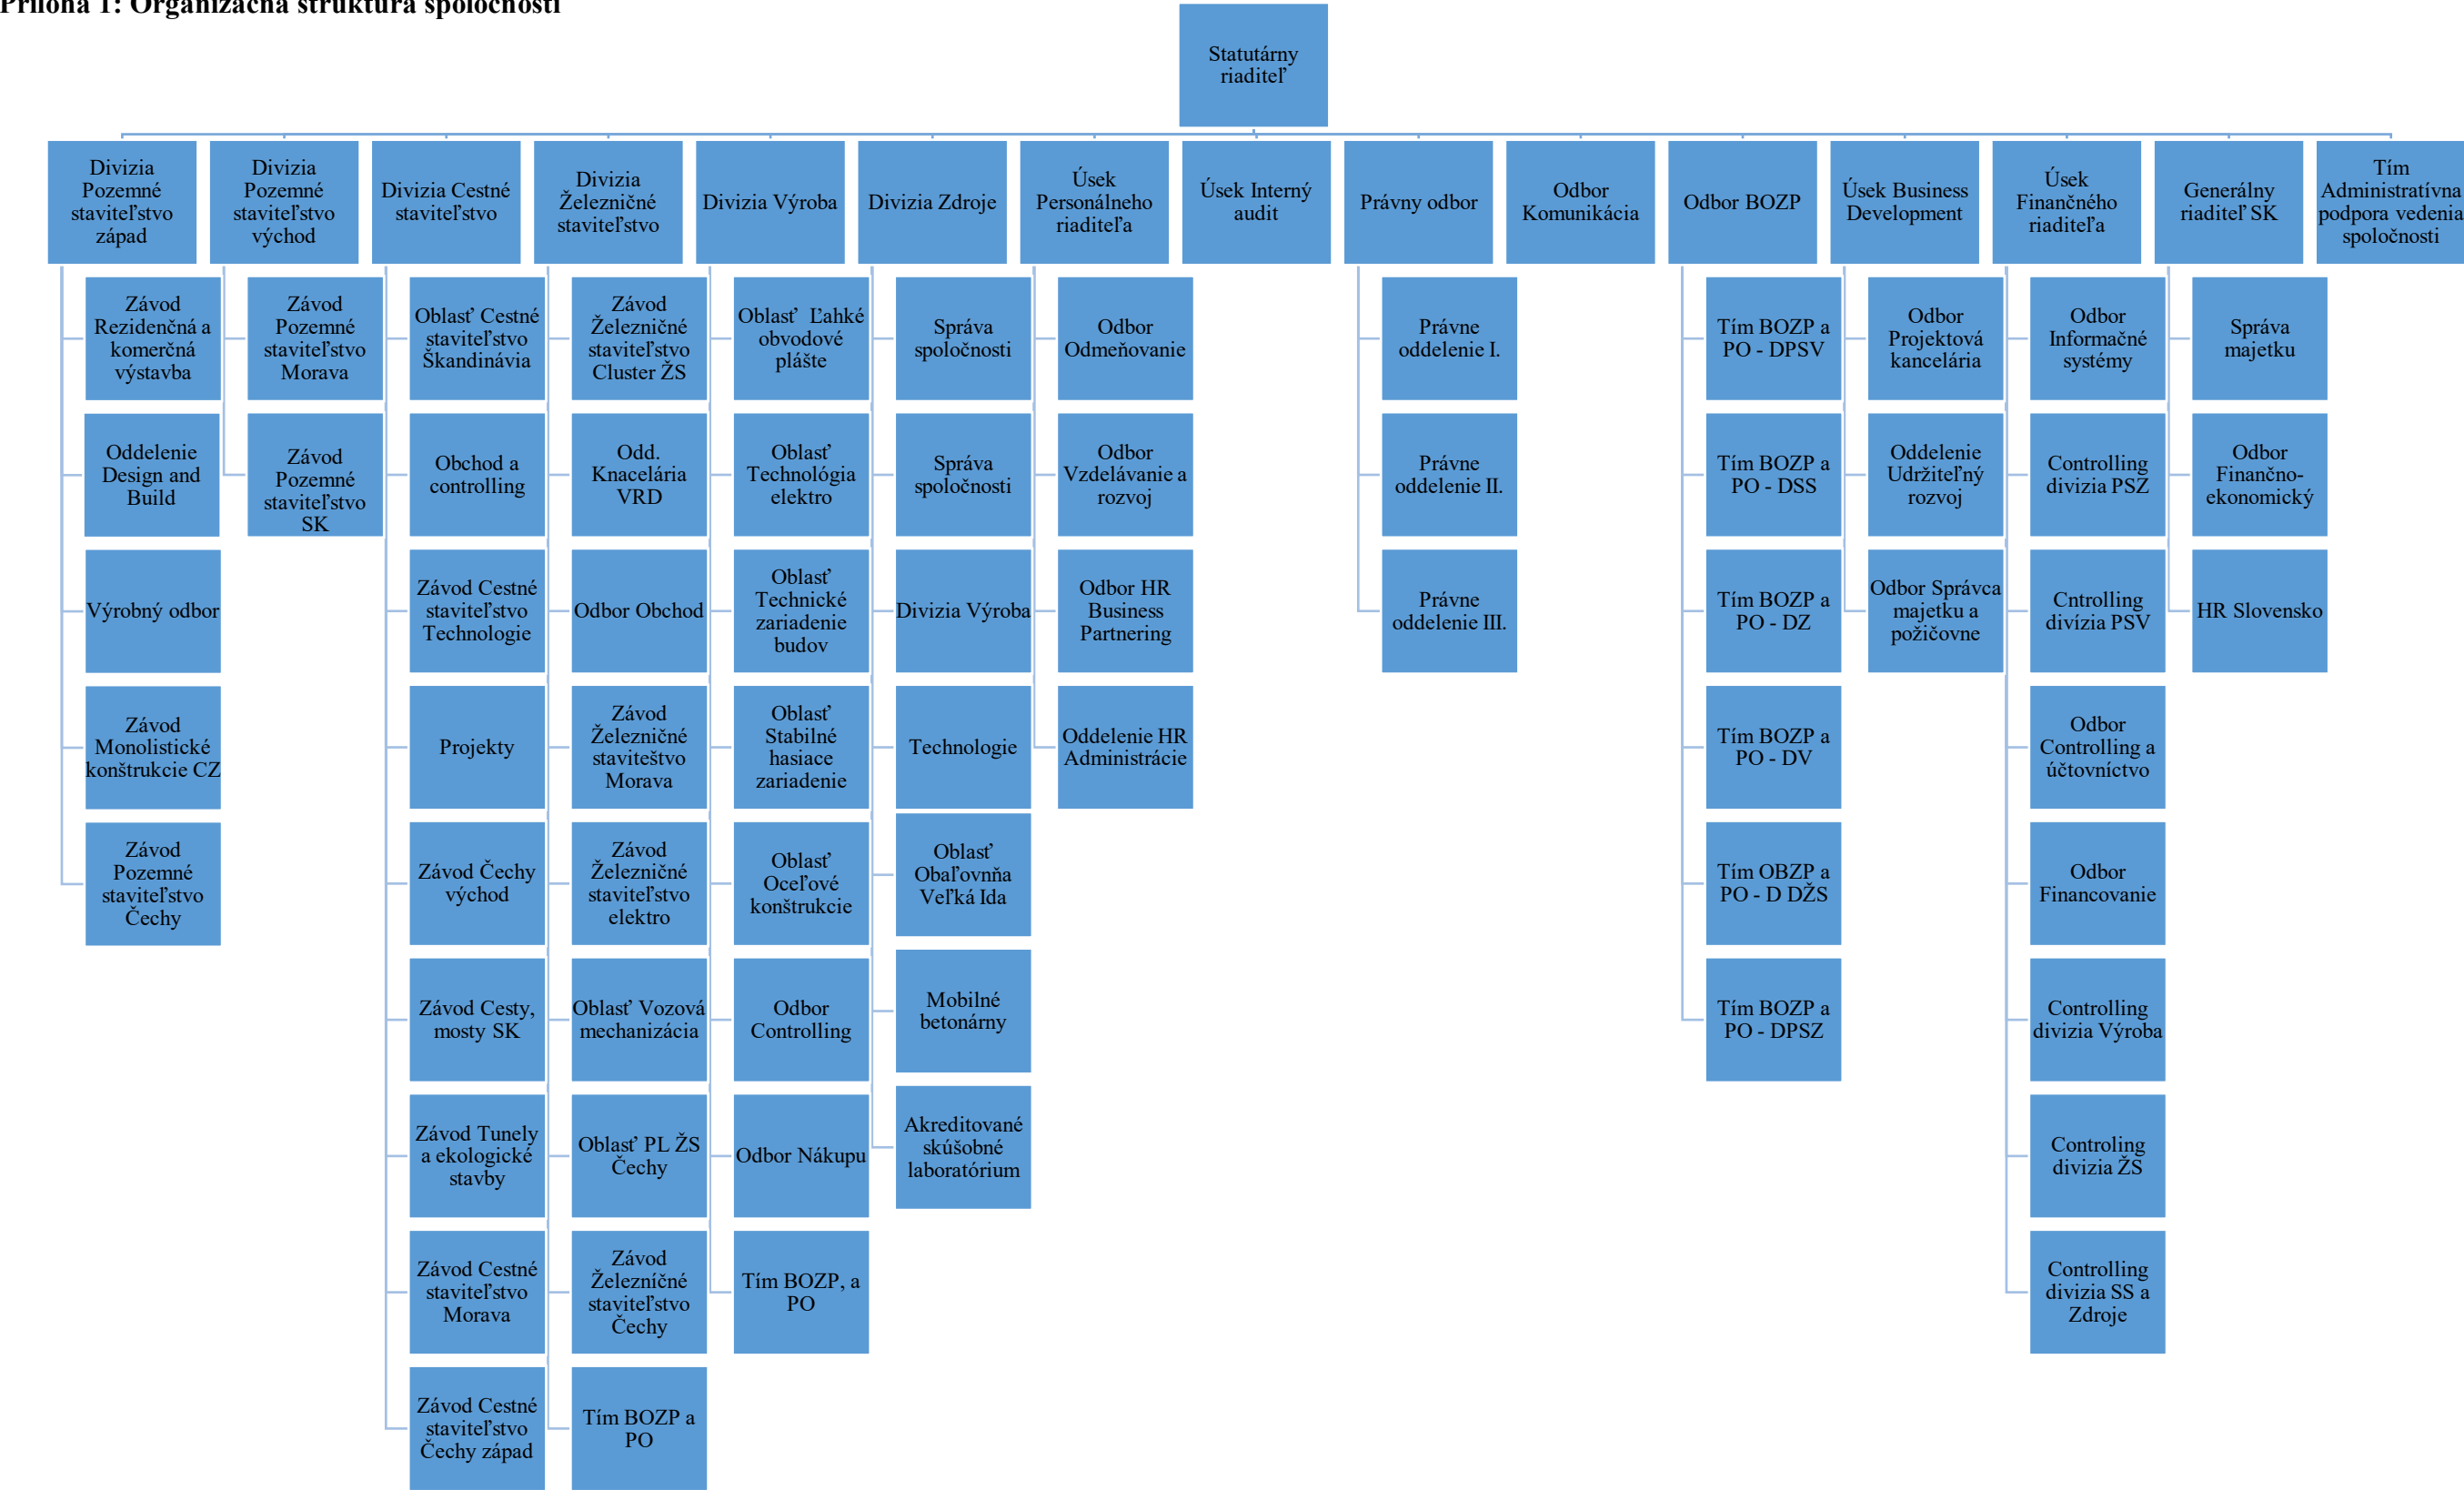 Príloha 1: Organizačná štruktúra spoločnosti
Statutárny
riaditeľ
Divizia
Pozemné
staviteľstvo
západ
Divizia
Pozemné
staviteľstvo
východ
Divizia Cestné
staviteľstvo
Divizia
Železničné
staviteľstvo
Divizia Výroba
Divizia Zdroje
Úsek
Personálneho
riaditeľa
Úsek Interný
audit
Právny odbor
Odbor
Komunikácia
Odbor BOZP
Úsek Business
Development
Úsek
Finančného
riaditeľa
Generálny
riaditeľ SK
Tím
Administratívna
podpora vedenia
spoločnosti
Závod
Rezidenčná a
komerčná
výstavba
Oddelenie
Design and
Build
Výrobný odbor
Závod
Monolistické
konštrukcie CZ
Závod
Pozemné
staviteľstvo
Čechy
Závod
Pozemné
staviteľstvo
Morava
Závod
Pozemné
staviteľstvo
SK
Oblasť Cestné
staviteľstvo
Škandinávia
Obchod a
controlling
Závod Cestné
staviteľstvo
Technologie
Projekty
Závod Čechy
východ
Závod Cesty,
mosty SK
Závod Tunely
a ekologické
stavby
Závod Cestné
staviteľstvo
Morava
Závod Cestné
staviteľstvo
Čechy západ
Závod
Železničné
staviteľstvo
Cluster ŽS
Odd.
Knacelária
VRD
Odbor Obchod
Závod
Železničné
staviteštvo
Morava
Závod
Železničné
staviteľstvo
elektro
Oblasť Vozová
mechanizácia
Oblasť PL ŽS
Čechy
Závod
Železníčné
staviteľstvo
Čechy
Tím BOZP a
PO
Oblasť Ľahké
obvodové
plášte
Oblasť
Technológia
elektro
Oblasť
Technické
zariadenie
budov
Oblasť
Stabilné
hasiace
zariadenie
Oblasť
Oceľové
konštrukcie
Odbor
Controlling
Odbor Nákupu
Tím BOZP, a
PO
Správa
spoločnosti
Správa
spoločnosti
Divizia Výroba
Technologie
Oblasť
Obaľovnňa
Veľká Ida
Mobilné
betonárny
Akreditované
skúšobné
laboratórium
Odbor
Odmeňovanie
Odbor
Vzdelávanie a
rozvoj
Odbor HR
Business
Partnering
Oddelenie HR
Administrácie
Právne
oddelenie I.
Právne
oddelenie II.
Právne
oddelenie III.
Tím BOZP a
PO - DPSV
Tím BOZP a
PO - DSS
Tím BOZP a
PO - DZ
Tím BOZP a
PO - DV
Tím OBZP a
PO - D DŽS
Tím BOZP a
PO - DPSZ
Odbor
Projektová
kancelária
Oddelenie
Udržiteľný
rozvoj
Odbor Správca
majetku a
požičovne
Odbor
Informačné
systémy
Controlling
divizia PSZ
Cntrolling
divízia PSV
Odbor
Controlling a
účtovníctvo
Odbor
Financovanie
Controlling
divizia Výroba
Controling
divizia ŽS
Controlling
divizia SS a
Zdroje
Správa
majetku
Odbor
Finančno-
ekonomický
HR Slovensko